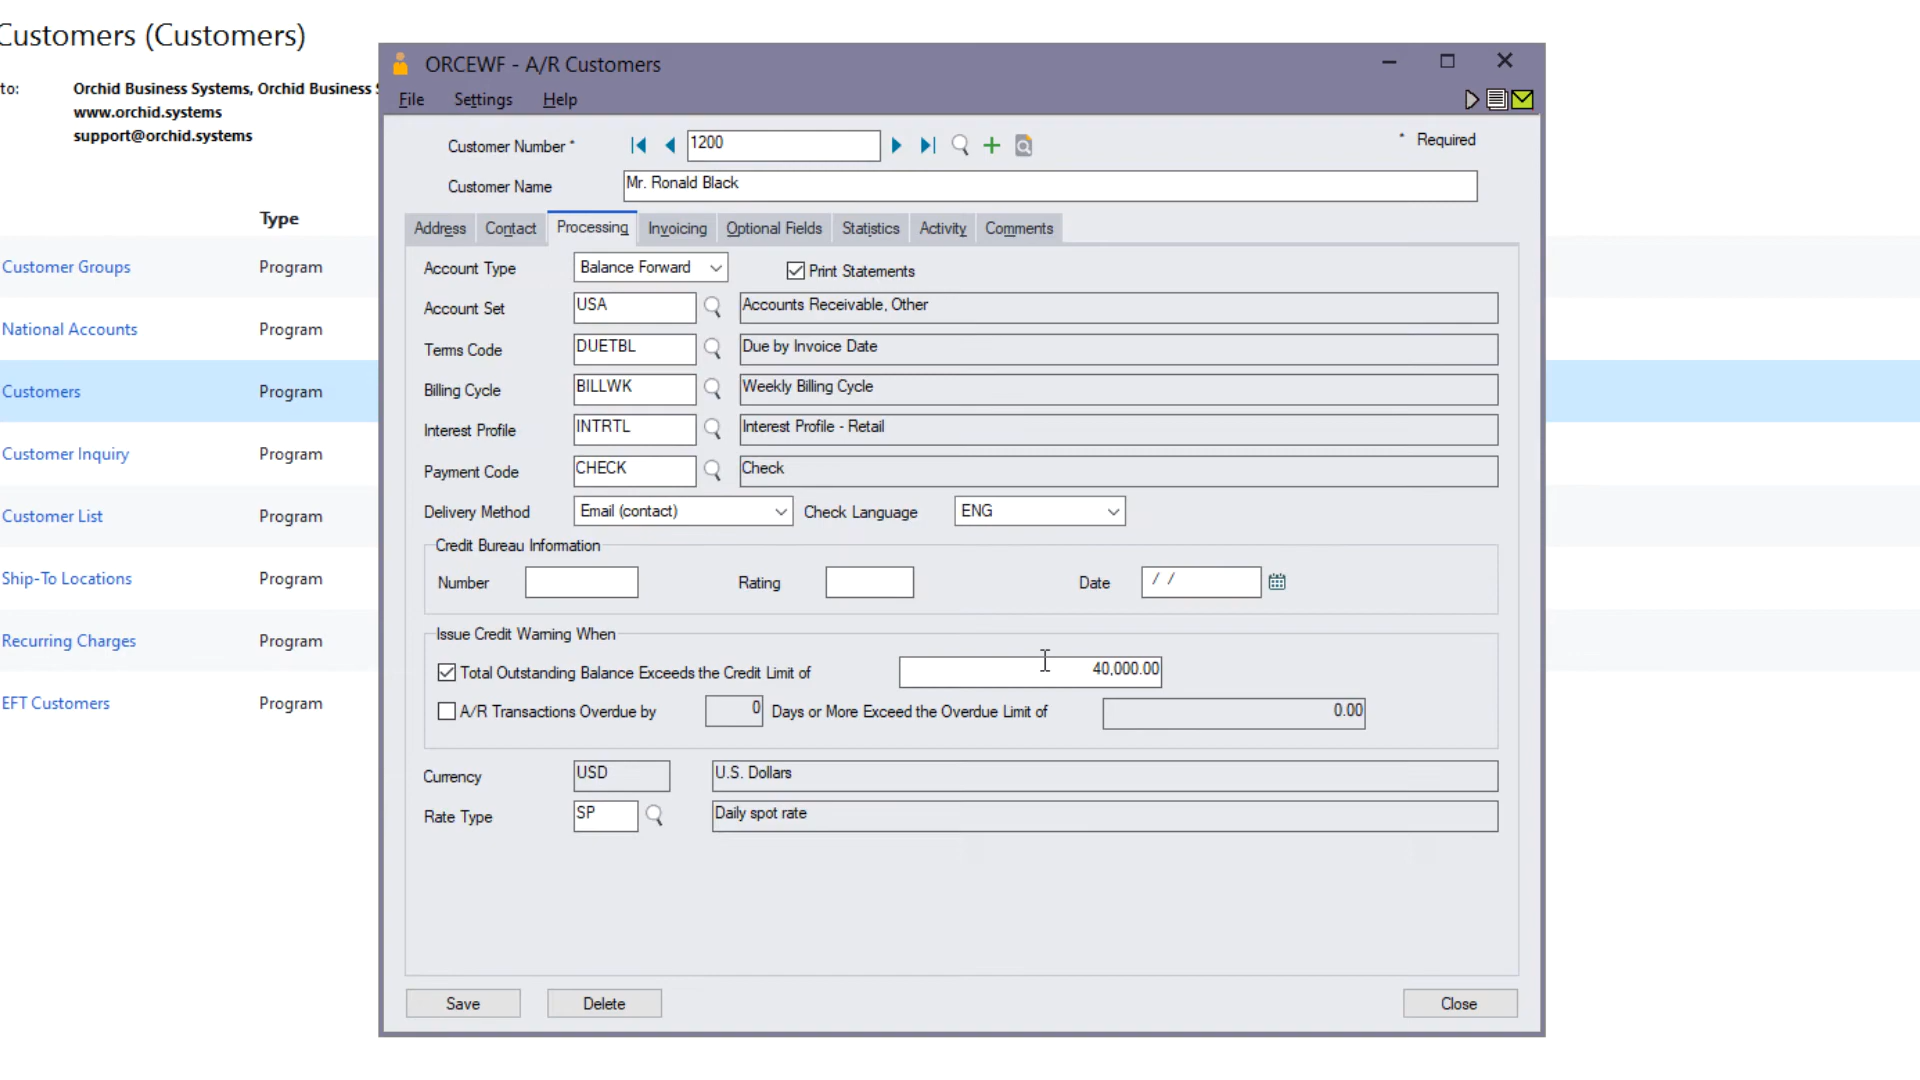 Customers (Customers)
to: Orchid Business Systems, Orchid Business
www.orchid.systems
support@orchid.systems
Type
Customer Groups Program
National Accounts Program
Customers Program
Customer Inquiry Program
Customer List Program
Ship-To Locations Program
Recurring Charges Program
EFT Customers Program
ORCEWF - A/R Customers
File Settings Help
Customer Number * 1200 * Required
Customer Name Mr. Ronald Black
Address Contact Processing Invoicing Optional Fields Statistics Activity Comments
Account Type Balance Forward Print Statements
Account Set USA Accounts Receivable, Other
Terms Code DUETBL Due by Invoice Date
Billing Cycle BILLWK Weekly Billing Cycle
Interest Profile INTRTL Interest Profile - Retail
Payment Code CHECK Check
Delivery Method Email (contact) Check Language ENG
Credit Bureau Information
Number Rating Date / /
Issue Credit Warning When
Total Outstanding Balance Exceeds the Credit Limit of 40,000.00
A/R Transactions Overdue by 0 Days or More Exceed the Overdue Limit of 0.00
Currency USD U.S. Dollars
Rate Type SP Daily spot rate
Save Delete Close